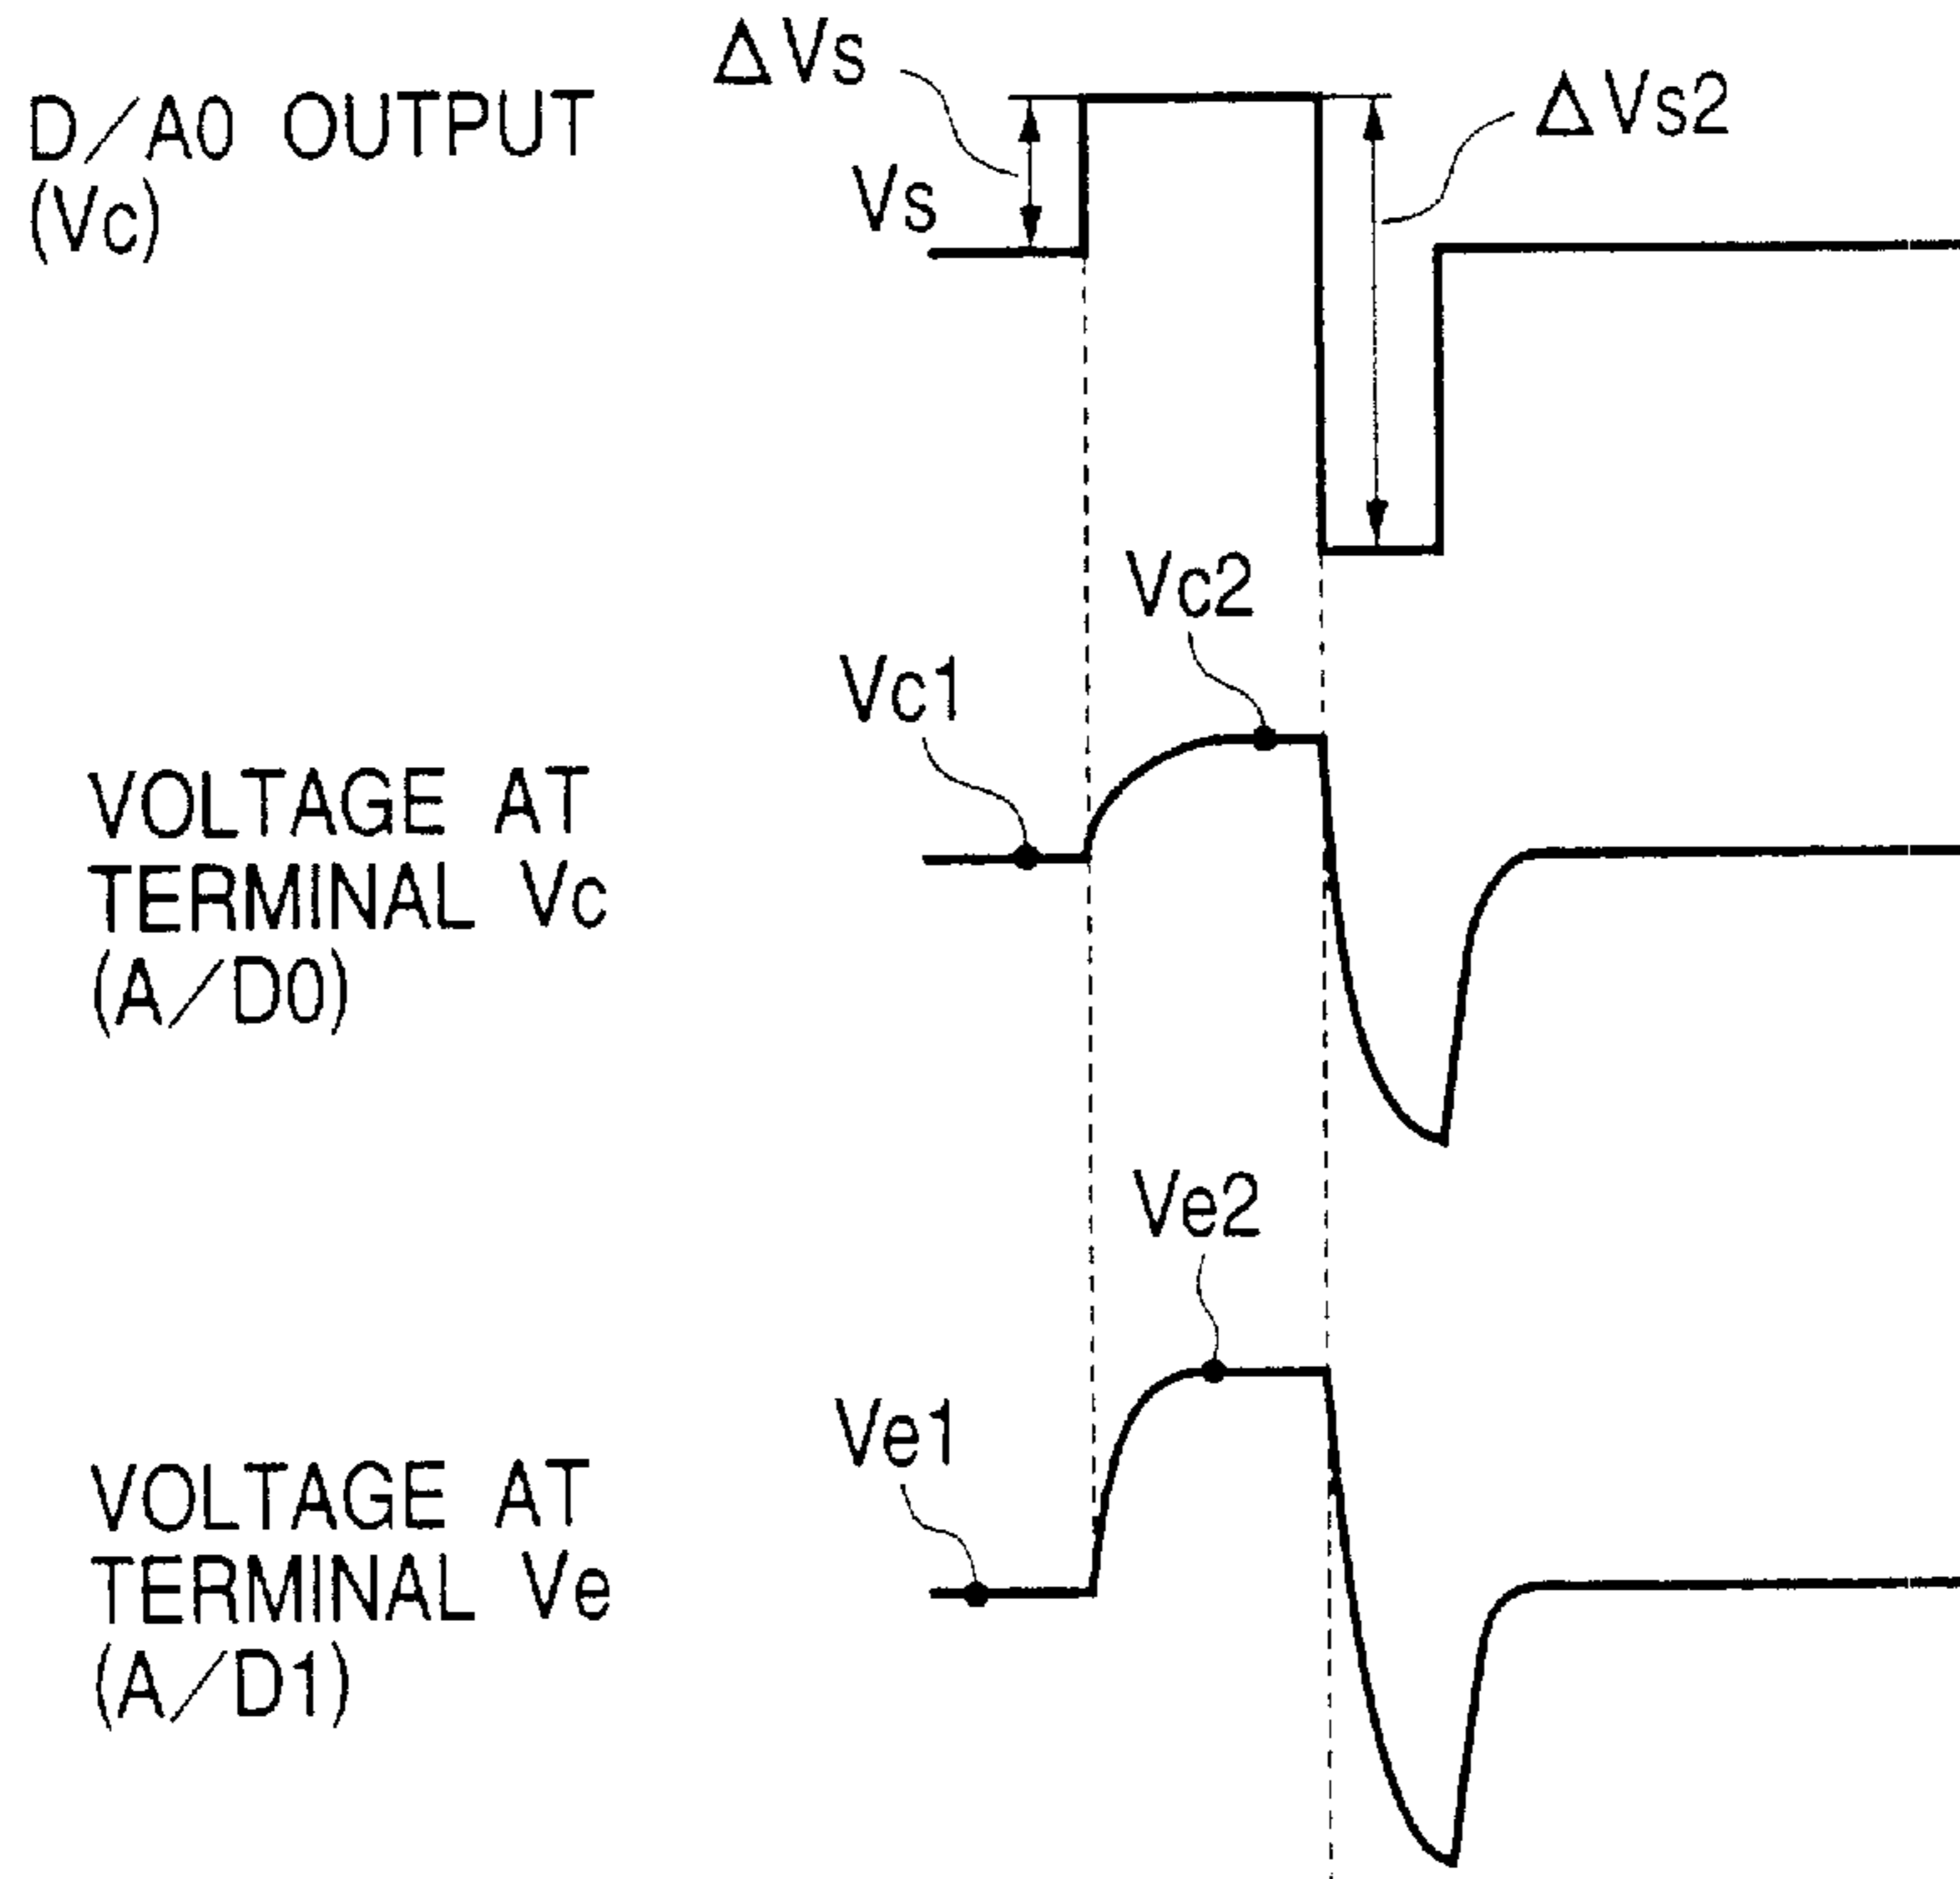 ΔVs
ΔVs2
D/A0 OUTPUT
(Vc)
Vs
Vc2
Vc1
VOLTAGE AT
TERMINAL Vc
(A/D0)
Ve2
Ve1
VOLTAGE AT
TERMINAL Ve
(A/D1)